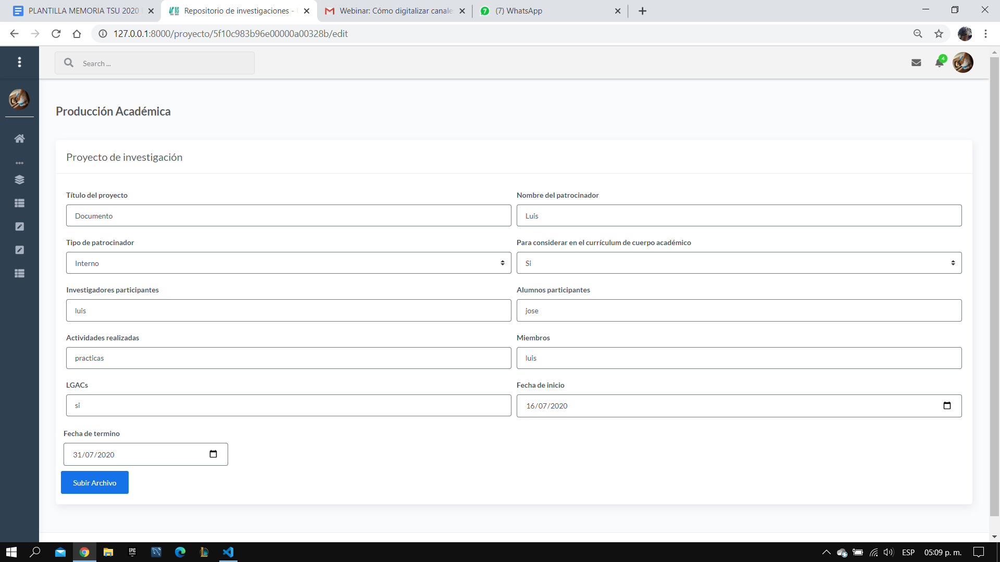 PLANTILLA MEMORIA TSU 2020
Repositorio de investigaciones -
Webinar: Cómo digitalizar canale
7 (7) WhatsApp
127.0.0.1:8000/proyecto/5f10c983b96e00000a00328b/edit
Search ...
4
Producción Académica
Proyecto de investigación
Título del proyecto
Nombre del patrocinador
Documento
Luis
Tipo de patrocinador
Para considerar en el currículum de cuerpo académico
Interno
Si
Investigadores participantes
Alumnos participantes
luis
jose
Actividades realizadas
Miembros
practicas
luis
LGACs
Fecha de inicio
si
16/07/2020
Fecha de termino
31/07/2020
Subir Archivo
EPIC GAMES
ESP
05:09 p. m.